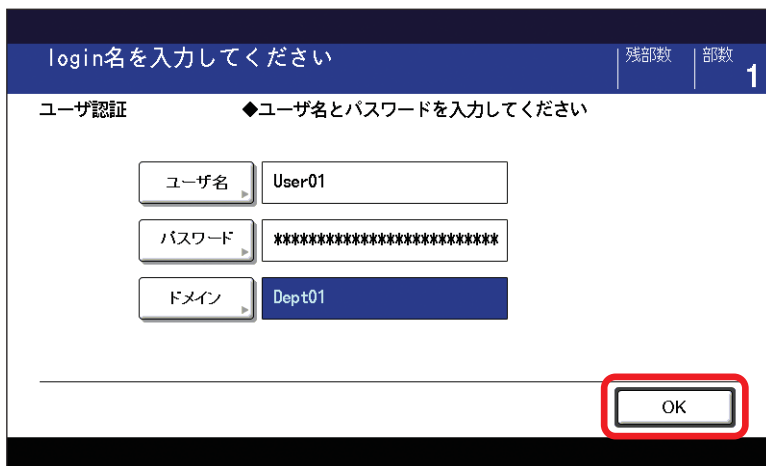 login名を入力してください
残部数
部数
1
ユーザ認証
◆ユーザ名とパスワードを入力してください
ユーザ名
User01
パスワード
**************************
ドメイン
Dept01
OK